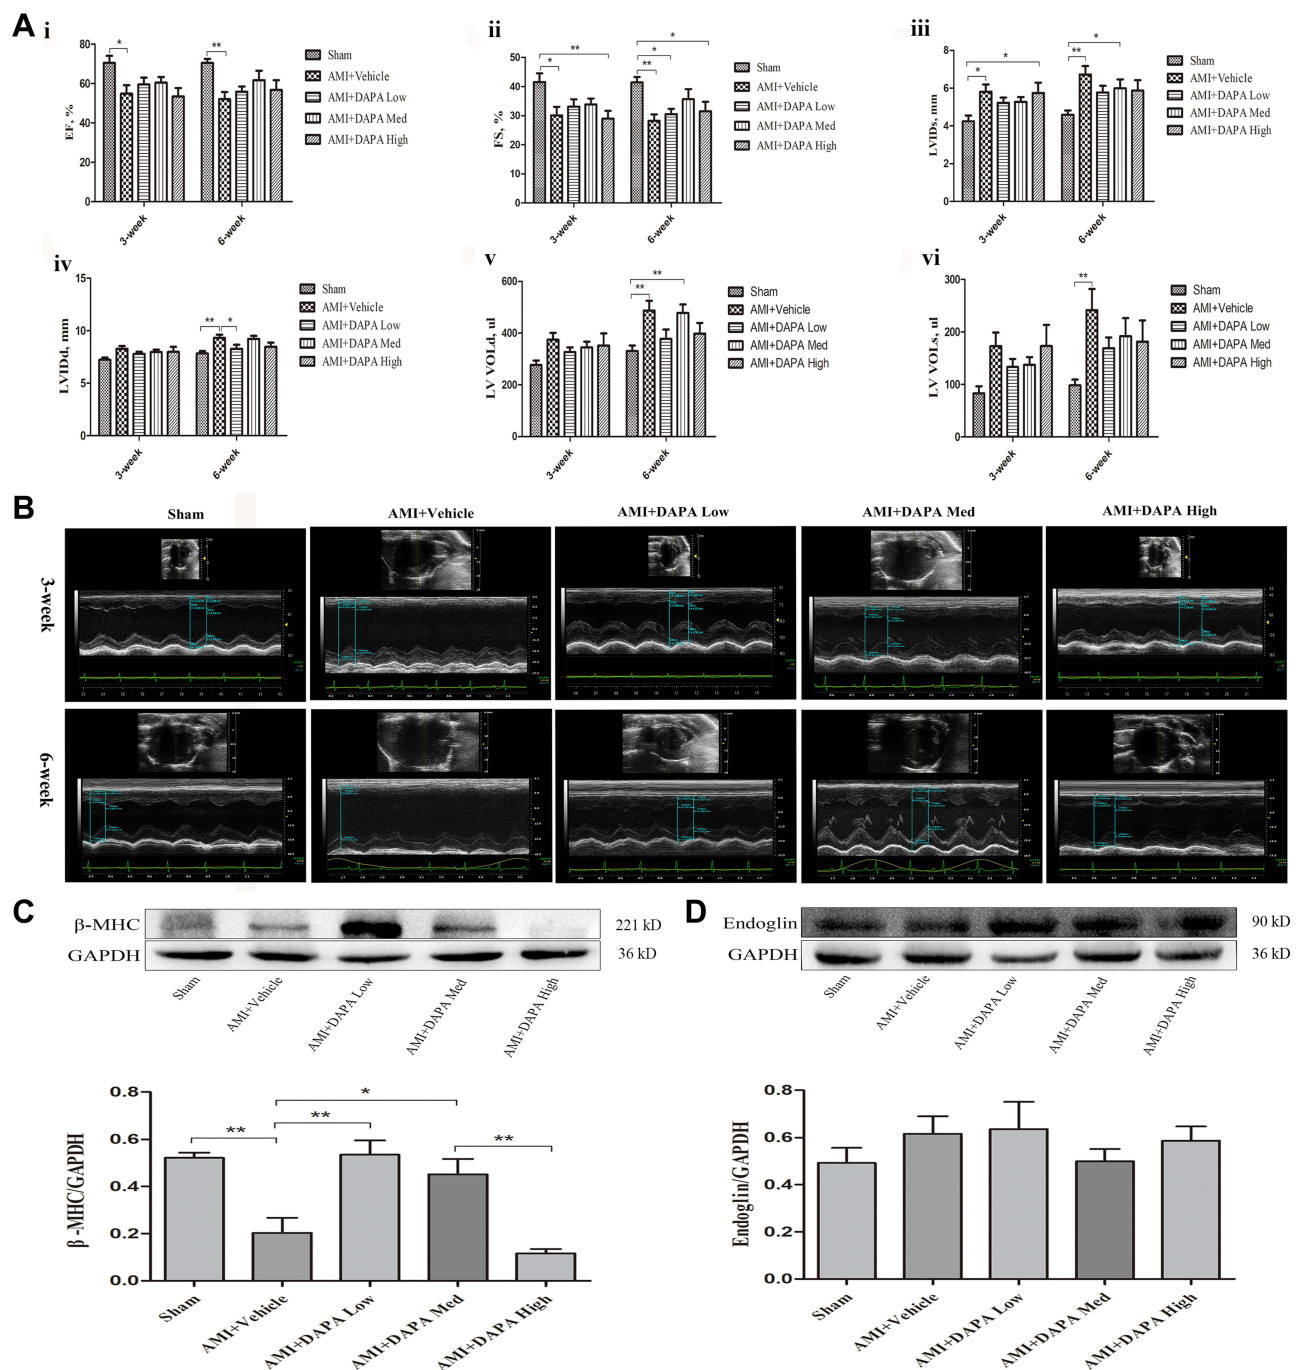 A
i
EF, %
80
60
40
20
0
*
**
3-week
6-week
Sham
AMI+Vehicle
AMI+DAPA Low
AMI+DAPA Med
AMI+DAPA High
ii
FS, %
50
40
30
20
10
0
*
**
**
*
*
3-week
6-week
Sham
AMI+Vehicle
AMI+DAPA Low
AMI+DAPA Med
AMI+DAPA High
iii
LVIDs, mm
8
6
4
2
0
*
*
**
*
3-week
6-week
Sham
AMI+Vehicle
AMI+DAPA Low
AMI+DAPA Med
AMI+DAPA High
iv
LVIDd, mm
15
10
5
0
**
*
3-week
6-week
Sham
AMI+Vehicle
AMI+DAPA Low
AMI+DAPA Med
AMI+DAPA High
v
LV VOLd, ul
600
400
200
0
**
**
3-week
6-week
Sham
AMI+Vehicle
AMI+DAPA Low
AMI+DAPA Med
AMI+DAPA High
vi
LV VOLs, ul
300
200
100
0
**
3-week
6-week
Sham
AMI+Vehicle
AMI+DAPA Low
AMI+DAPA Med
AMI+DAPA High
B
Sham
AMI+Vehicle
AMI+DAPA Low
AMI+DAPA Med
AMI+DAPA High
3-week
6-week
C
β-MHC
221 kD
GAPDH
36 kD
Sham
AMI+Vehicle
AMI+DAPA Low
AMI+DAPA Med
AMI+DAPA High
β -MHC/GAPDH
0.8
0.6
0.4
0.2
0.0
**
**
*
**
Sham
AMI+Vehicle
AMI+DAPA Low
AMI+DAPA Med
AMI+DAPA High
D
Endoglin
90 kD
GAPDH
36 kD
Sham
AMI+Vehicle
AMI+DAPA Low
AMI+DAPA Med
AMI+DAPA High
Endoglin/GAPDH
0.8
0.6
0.4
0.2
0.0
Sham
AMI+Vehicle
AMI+DAPA Low
AMI+DAPA Med
AMI+DAPA High